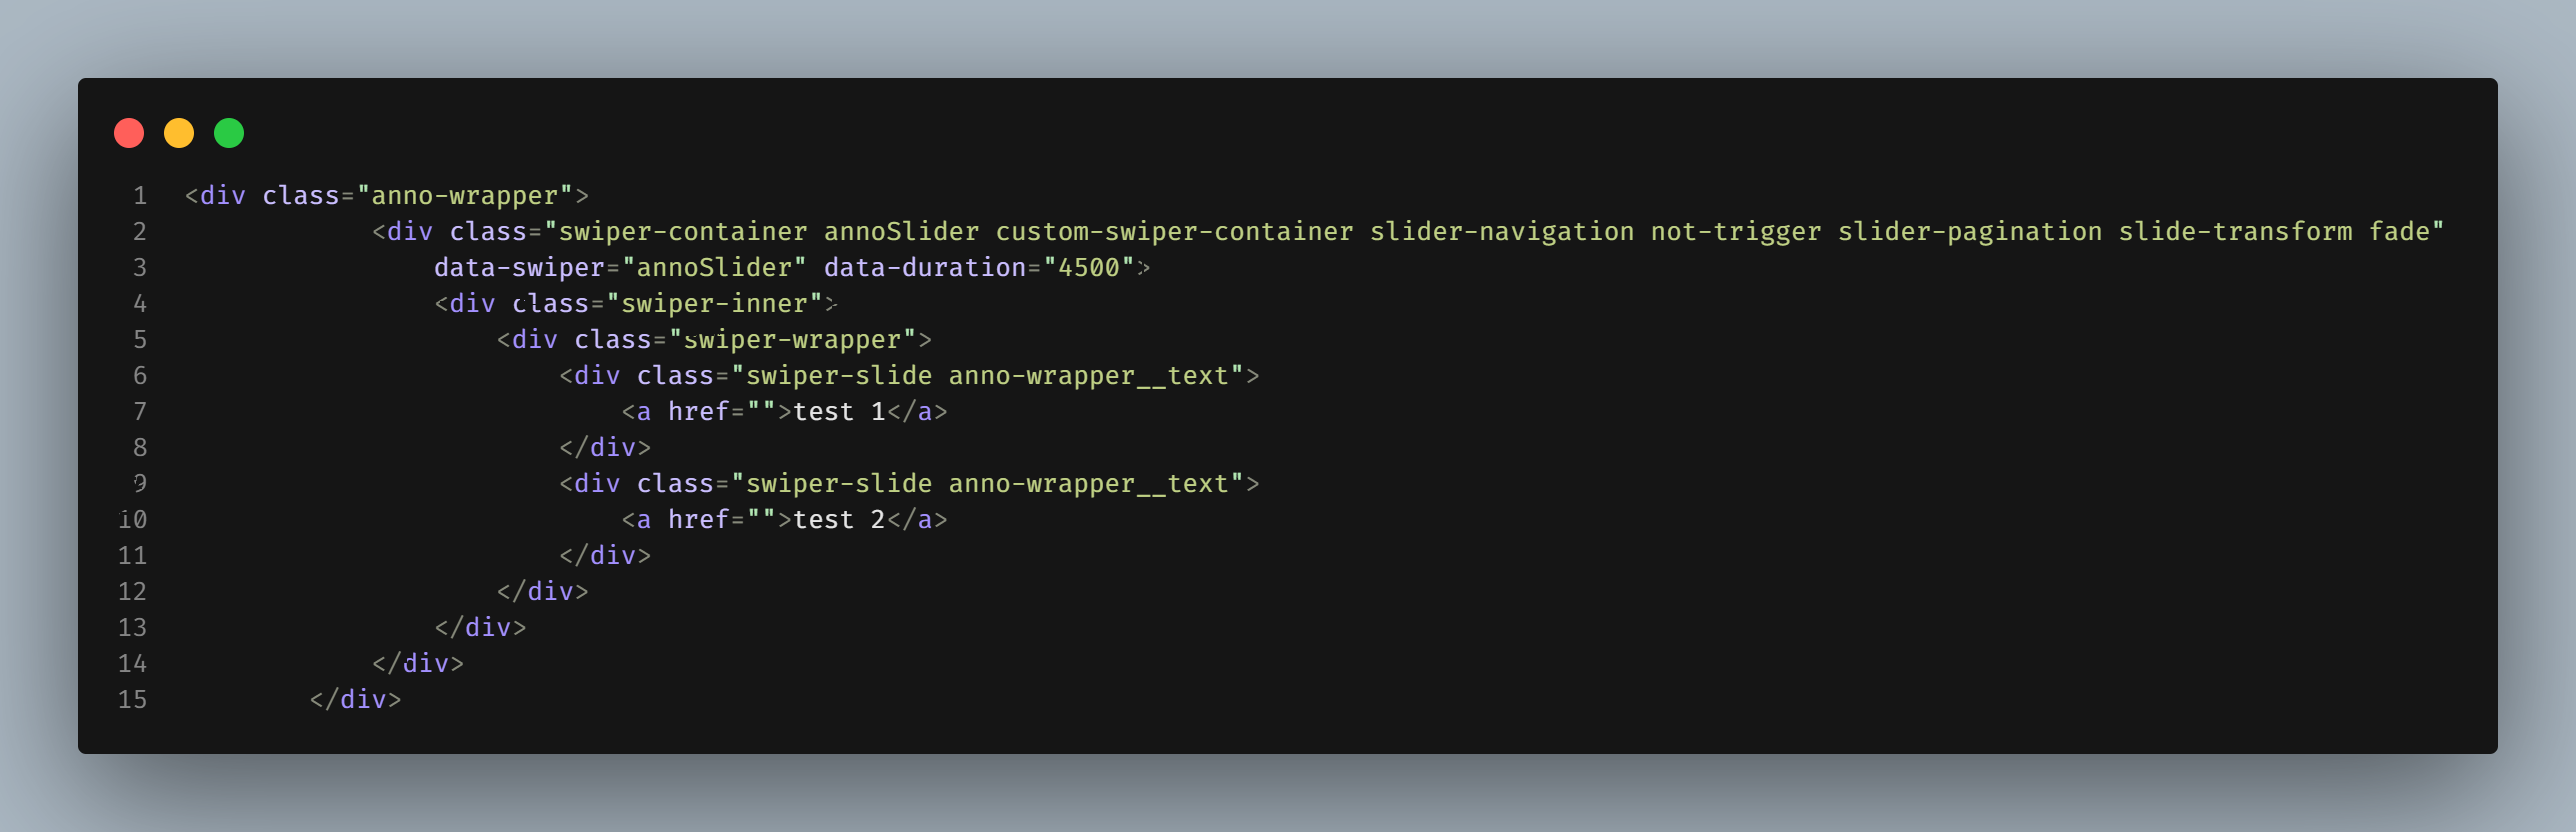 1 <div class="anno-wrapper">
2 <div class="swiper-container annoSlider custom-swiper-container slider-navigation not-trigger slider-pagination slide-transform fade"
3 data-swiper="annoSlider" data-duration="4500">
4 <div class="swiper-inner">
5 <div class="swiper-wrapper">
6 <div class="swiper-slide anno-wrapper__text">
7 <a href="">test 1</a>
8 </div>
9 <div class="swiper-slide anno-wrapper__text">
10 <a href="">test 2</a>
11 </div>
12 </div>
13 </div>
14 </div>
15 </div>